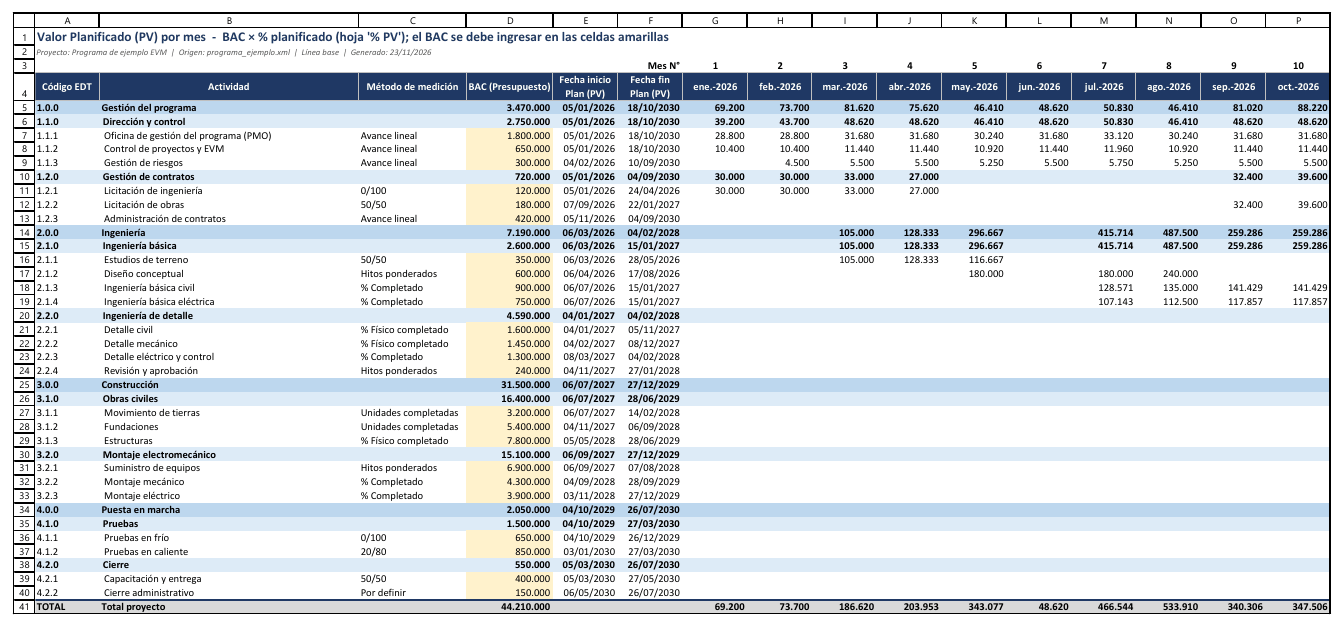 A B C D E F G H I J K L M N O P
1 Valor Planificado (PV) por mes - BAC × % planificado (hoja '% PV'); el BAC se debe ingresar en las celdas amarillas
2 Proyecto: Programa de ejemplo EVM | Origen: programa_ejemplo.xml | Línea base | Generado: 23/11/2026
3 Mes N° 1 2 3 4 5 6 7 8 9 10
4 Código EDT Actividad Método de medición BAC (Presupuesto) Fecha inicio Plan (PV) Fecha fin Plan (PV) ene.-2026 feb.-2026 mar.-2026 abr.-2026 may.-2026 jun.-2026 jul.-2026 ago.-2026 sep.-2026 oct.-2026
5 1.0.0 Gestión del programa 3.470.000 05/01/2026 18/10/2030 69.200 73.700 81.620 75.620 46.410 48.620 50.830 46.410 81.020 88.220
6 1.1.0 Dirección y control 2.750.000 05/01/2026 18/10/2030 39.200 43.700 48.620 48.620 46.410 48.620 50.830 46.410 48.620 48.620
7 1.1.1 Oficina de gestión del programa (PMO) Avance lineal 1.800.000 05/01/2026 18/10/2030 28.800 28.800 31.680 31.680 30.240 31.680 33.120 30.240 31.680 31.680
8 1.1.2 Control de proyectos y EVM Avance lineal 650.000 05/01/2026 18/10/2030 10.400 10.400 11.440 11.440 10.920 11.440 11.960 10.920 11.440 11.440
9 1.1.3 Gestión de riesgos Avance lineal 300.000 04/02/2026 10/09/2030 4.500 5.500 5.500 5.250 5.500 5.750 5.250 5.500 5.500
10 1.2.0 Gestión de contratos 720.000 05/01/2026 04/09/2030 30.000 30.000 33.000 27.000 32.400 39.600
11 1.2.1 Licitación de ingeniería 0/100 120.000 05/01/2026 24/04/2026 30.000 30.000 33.000 27.000
12 1.2.2 Licitación de obras 50/50 180.000 07/09/2026 22/01/2027 32.400 39.600
13 1.2.3 Administración de contratos Avance lineal 420.000 05/11/2026 04/09/2030
14 2.0.0 Ingeniería 7.190.000 06/03/2026 04/02/2028 105.000 128.333 296.667 415.714 487.500 259.286 259.286
15 2.1.0 Ingeniería básica 2.600.000 06/03/2026 15/01/2027 105.000 128.333 296.667 415.714 487.500 259.286 259.286
16 2.1.1 Estudios de terreno 50/50 350.000 06/03/2026 28/05/2026 105.000 128.333 116.667
17 2.1.2 Diseño conceptual Hitos ponderados 600.000 06/04/2026 17/08/2026 180.000 180.000 240.000
18 2.1.3 Ingeniería básica civil % Completado 900.000 06/07/2026 15/01/2027 128.571 135.000 141.429 141.429
19 2.1.4 Ingeniería básica eléctrica % Completado 750.000 06/07/2026 15/01/2027 107.143 112.500 117.857 117.857
20 2.2.0 Ingeniería de detalle 4.590.000 04/01/2027 04/02/2028
21 2.2.1 Detalle civil % Físico completado 1.600.000 04/01/2027 05/11/2027
22 2.2.2 Detalle mecánico % Físico completado 1.450.000 04/02/2027 08/12/2027
23 2.2.3 Detalle eléctrico y control % Completado 1.300.000 08/03/2027 04/02/2028
24 2.2.4 Revisión y aprobación Hitos ponderados 240.000 04/11/2027 27/01/2028
25 3.0.0 Construcción 31.500.000 06/07/2027 27/12/2029
26 3.1.0 Obras civiles 16.400.000 06/07/2027 28/06/2029
27 3.1.1 Movimiento de tierras Unidades completadas 3.200.000 06/07/2027 14/02/2028
28 3.1.2 Fundaciones Unidades completadas 5.400.000 04/11/2027 06/09/2028
29 3.1.3 Estructuras % Físico completado 7.800.000 05/05/2028 28/06/2029
30 3.2.0 Montaje electromecánico 15.100.000 06/09/2027 27/12/2029
31 3.2.1 Suministro de equipos Hitos ponderados 6.900.000 06/09/2027 07/08/2028
32 3.2.2 Montaje mecánico % Completado 4.300.000 04/09/2028 28/09/2029
33 3.2.3 Montaje eléctrico % Completado 3.900.000 03/11/2028 27/12/2029
34 4.0.0 Puesta en marcha 2.050.000 04/10/2029 26/07/2030
35 4.1.0 Pruebas 1.500.000 04/10/2029 27/03/2030
36 4.1.1 Pruebas en frío 0/100 650.000 04/10/2029 26/12/2029
37 4.1.2 Pruebas en caliente 20/80 850.000 03/01/2030 27/03/2030
38 4.2.0 Cierre 550.000 05/03/2030 26/07/2030
39 4.2.1 Capacitación y entrega 50/50 400.000 05/03/2030 27/05/2030
40 4.2.2 Cierre administrativo Por definir 150.000 06/05/2030 26/07/2030
41 TOTAL Total proyecto 44.210.000 69.200 73.700 186.620 203.953 343.077 48.620 466.544 533.910 340.306 347.506